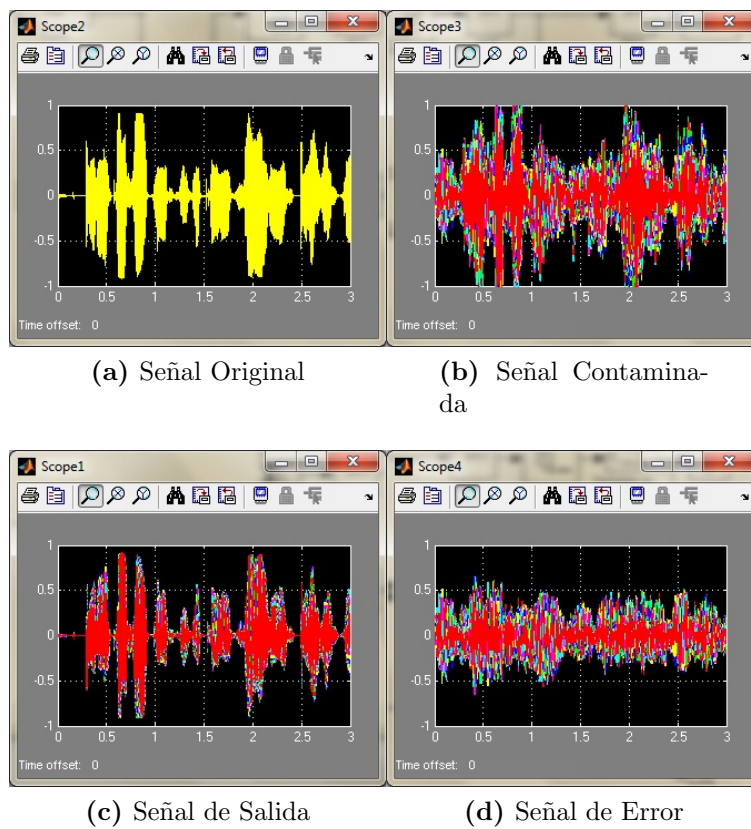 Scope2
Scope3
1
0.5
0
-0.5
-1
0 0.5 1 1.5 2 2.5 3
Time offset: 0
1
0.5
0
-0.5
-1
0 0.5 1 1.5 2 2.5 3
Time offset: 0
(a) Señal Original
(b) Señal Contamina-
da
Scope1
Scope4
1
0.5
0
-0.5
-1
0 0.5 1 1.5 2 2.5 3
Time offset: 0
1
0.5
0
-0.5
-1
0 0.5 1 1.5 2 2.5 3
Time offset: 0
(c) Señal de Salida
(d) Señal de Error